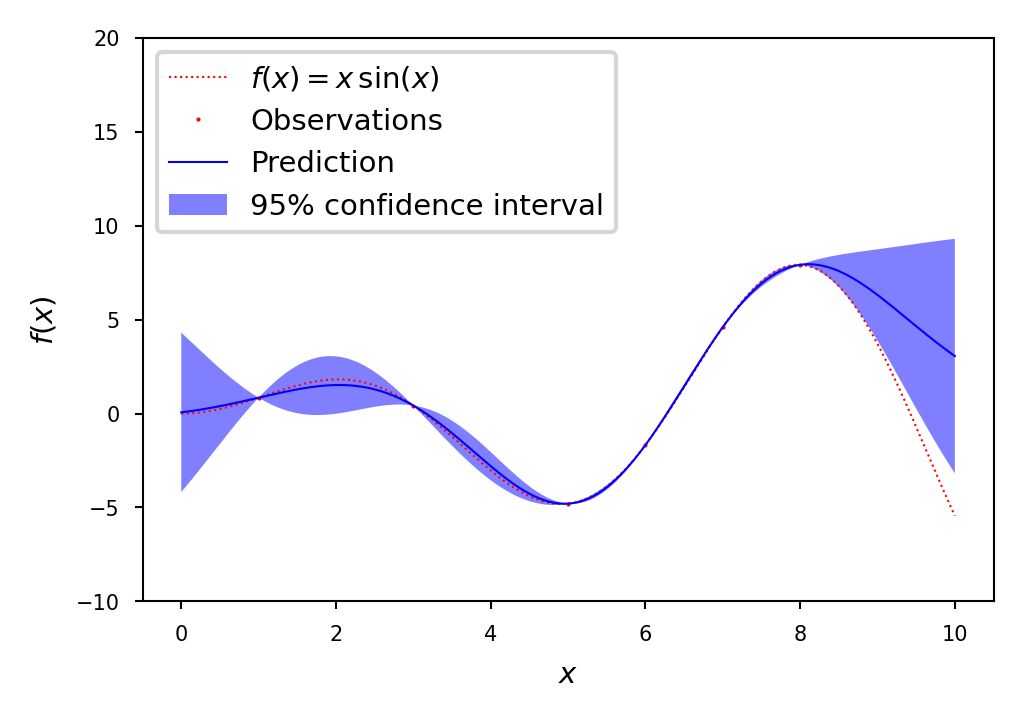 20
15
10
5
0
−5
−10
f(x)
f(x) = x sin(x)
Observations
Prediction
95% confidence interval
0 2 4 6 8 10
x